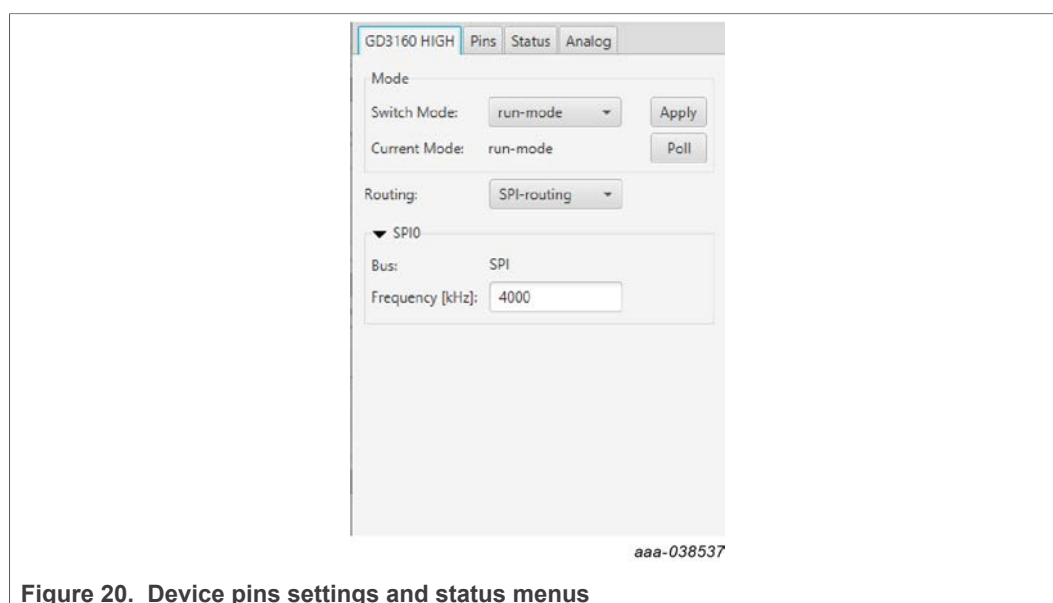 GD3160 HIGH Pins Status Analog
Mode
Switch Mode: run-mode Apply
Current Mode: run-mode Poll
Routing: SPI-routing
SPI0
Bus: SPI
Frequency [kHz]: 4000
aaa-038537
Figure 20. Device pins settings and status menus